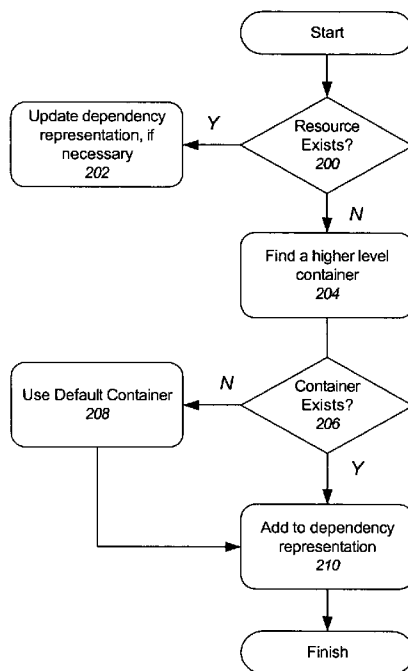 Start
Resource
Exists?
200
Y
Update dependency
representation, if
necessary
202
N
Find a higher level
container
204
Container
Exists?
206
N
Use Default Container
208
Y
Add to dependency
representation
210
Finish